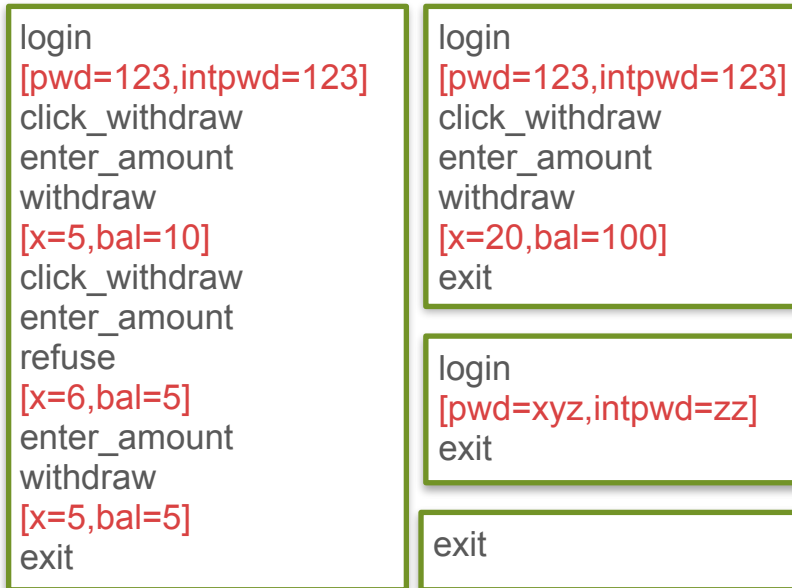 login
[pwd=123,intpwd=123]
click_withdraw
enter_amount
withdraw
[x=5,bal=10]
click_withdraw
enter_amount
refuse
[x=6,bal=5]
enter_amount
withdraw
[x=5,bal=5]
exit
login
[pwd=123,intpwd=123]
click_withdraw
enter_amount
withdraw
[x=20,bal=100]
exit
login
[pwd=xyz,intpwd=zz]
exit
exit